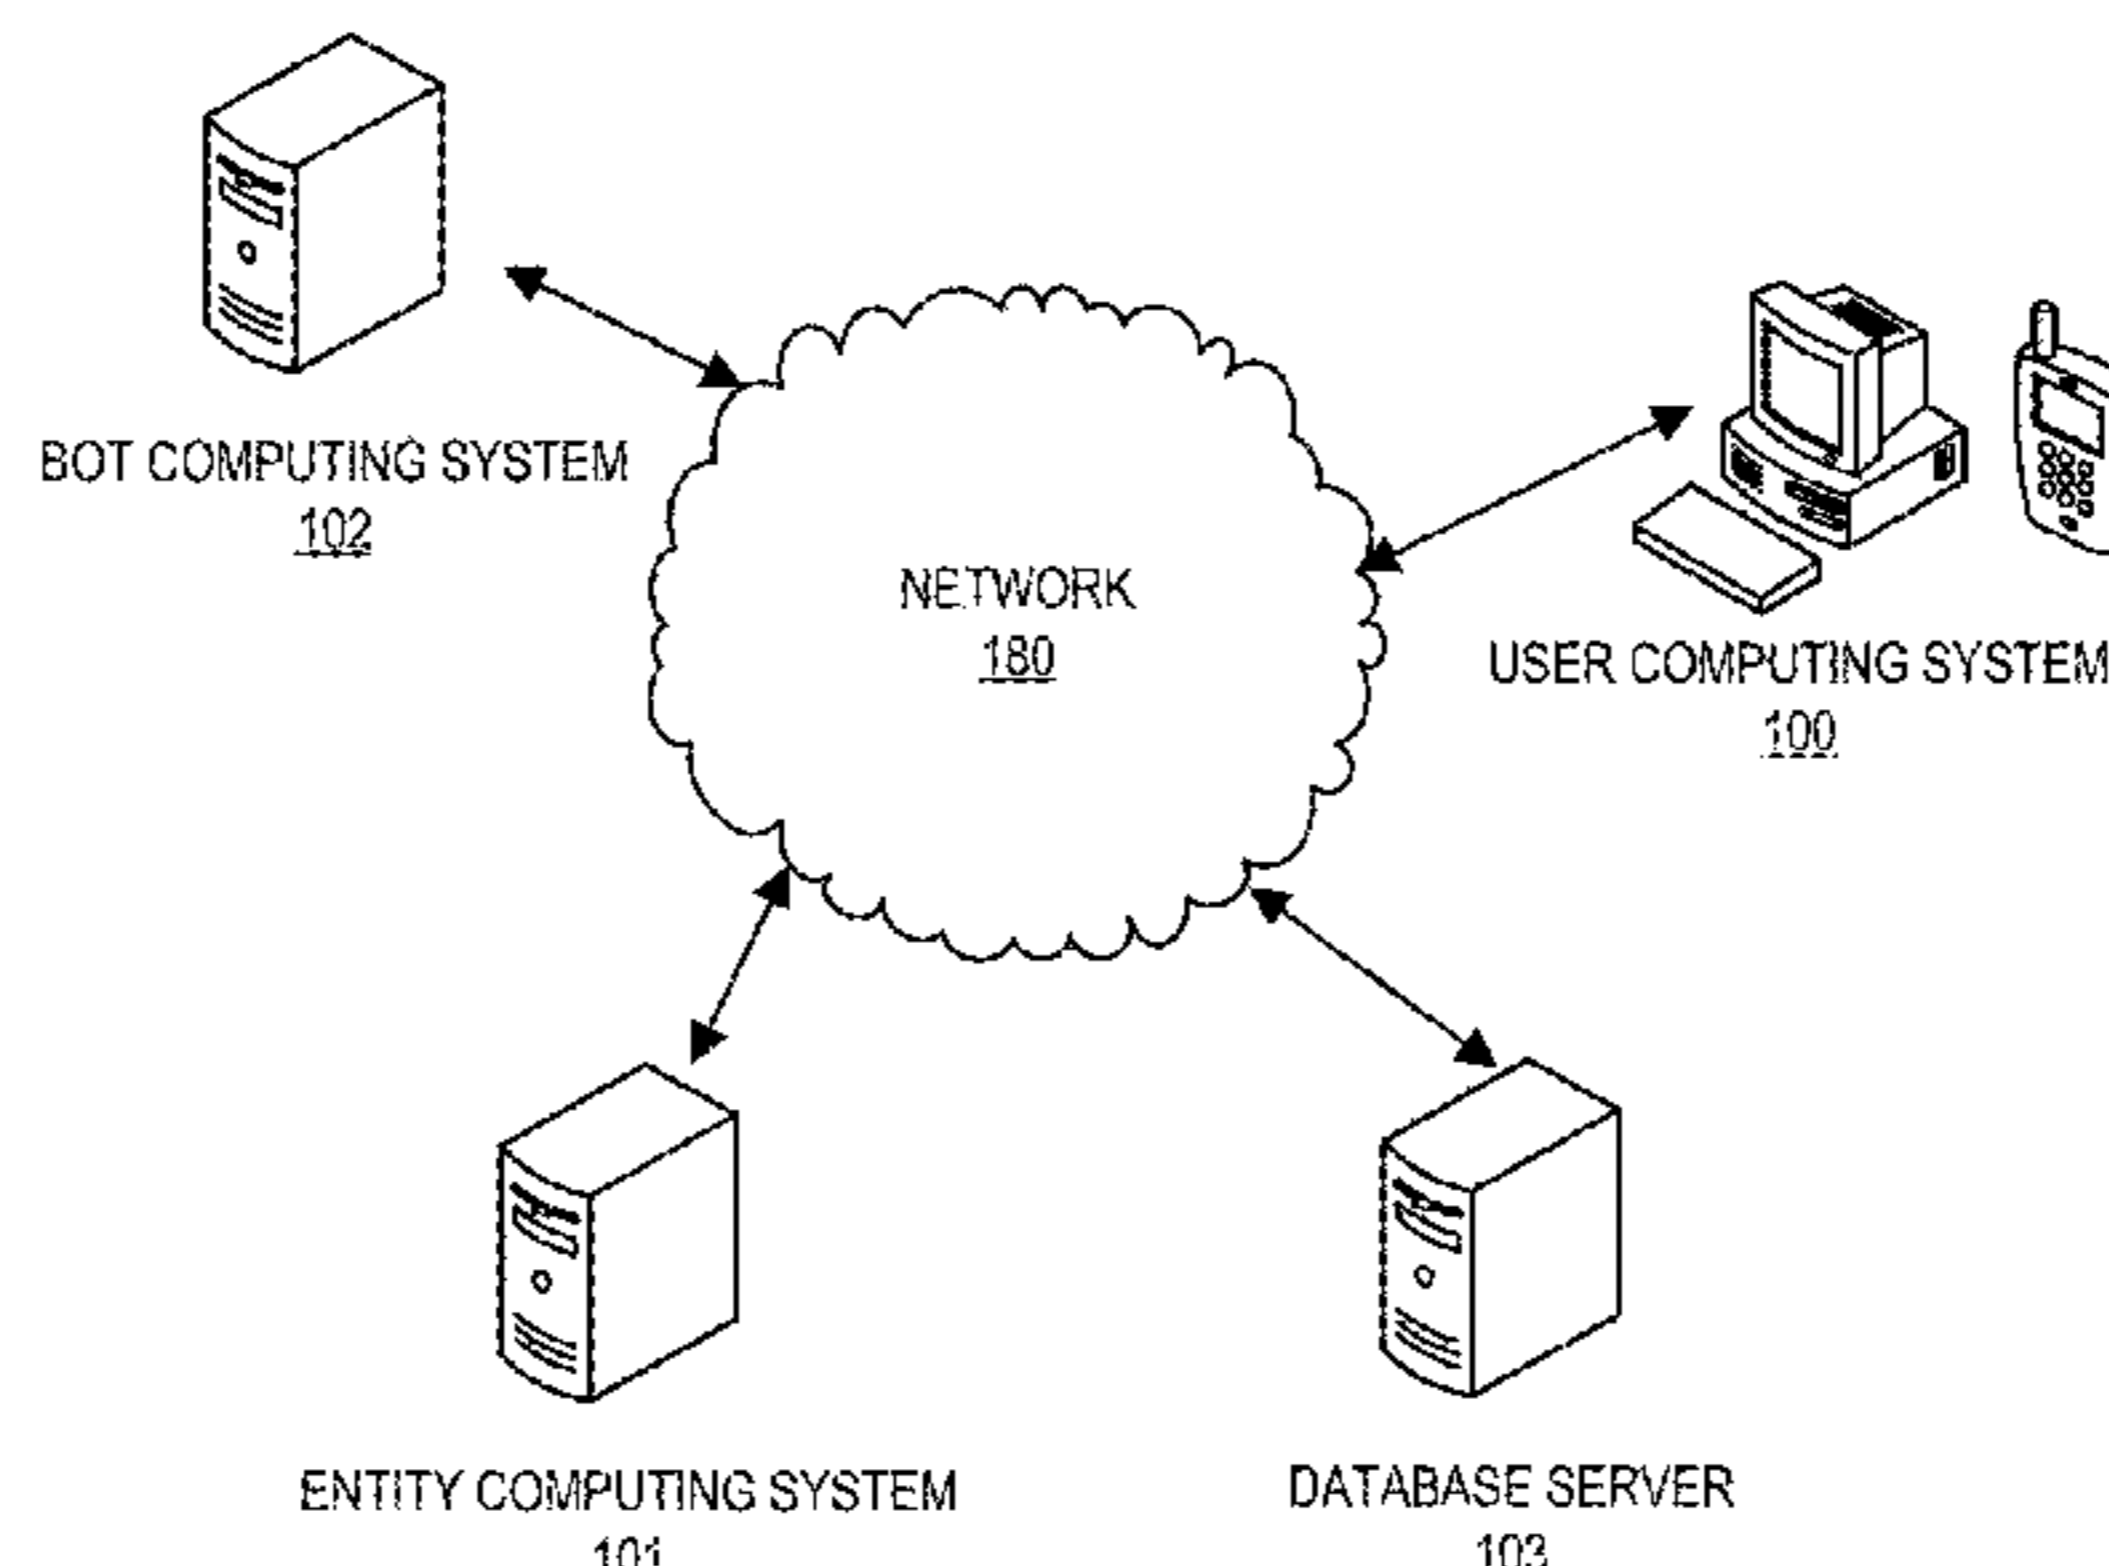 BOT COMPUTING SYSTEM
102
NETWORK
180
USER COMPUTING SYSTEM
100
ENTITY COMPUTING SYSTEM
101
DATABASE SERVER
103